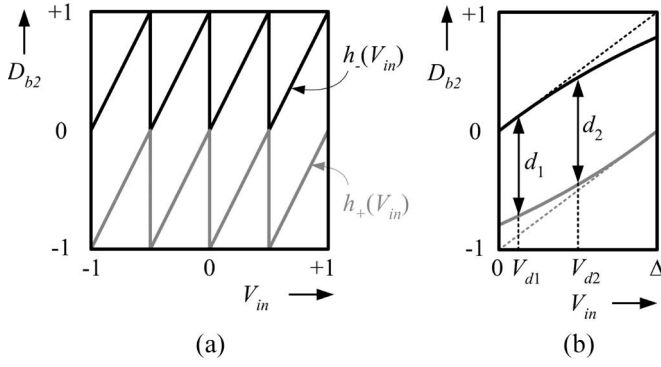 +1
D_b2
0
-1
-1 0 +1
V_in
h_-(V_in)
h_+(V_in)
(a)
+1
D_b2
0
-1
d_1
d_2
0 V_d1 V_d2 Δ
V_in
(b)